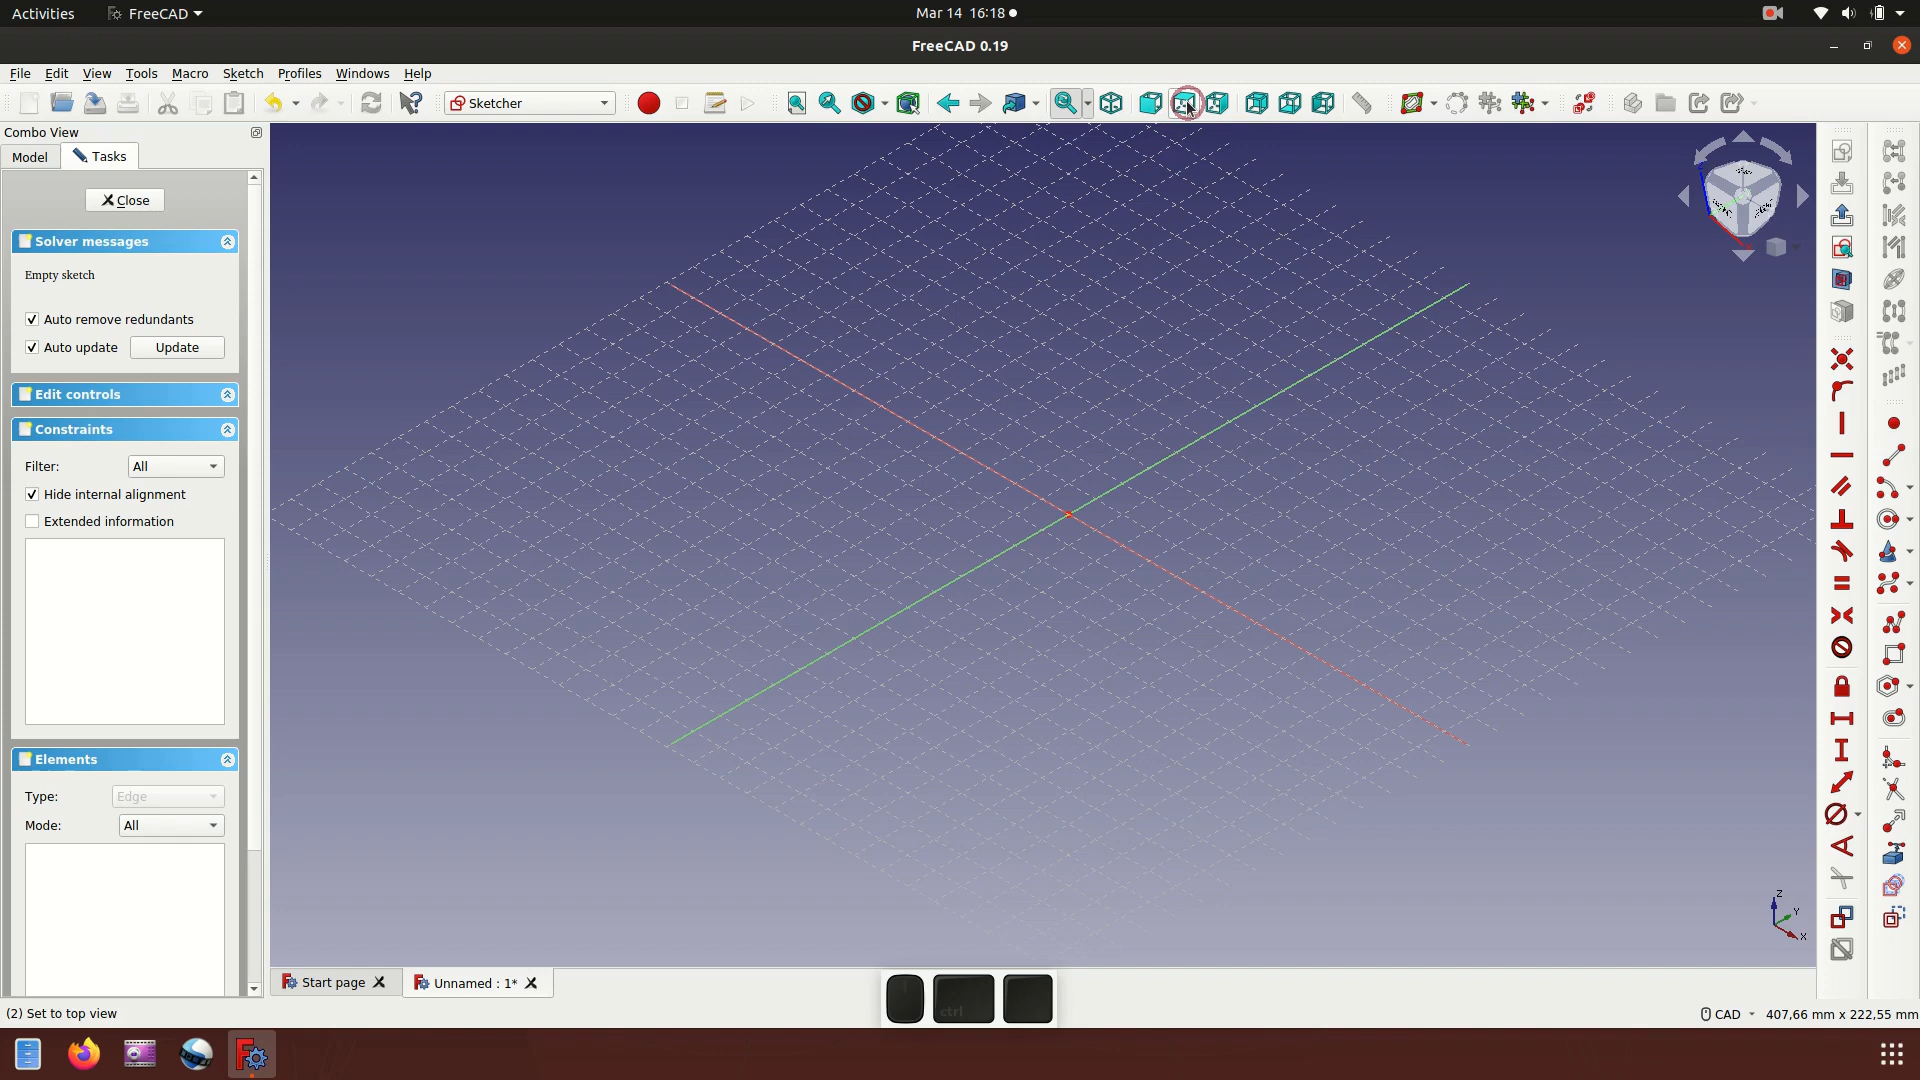 Activities
FreeCAD
Mar 14 16:18
FreeCAD 0.19
File Edit View Tools Macro Sketch Profiles Windows Help
Sketcher
Combo View
Model
Tasks
Close
Solver messages
Empty sketch
Auto remove redundants
Auto update
Update
Edit controls
Constraints
Filter:
All
Hide internal alignment
Extended information
Elements
Type:
Edge
Mode:
All
Z
Y
X
Start page
Unnamed : 1*
ctrl
(2) Set to top view
CAD
407,66 mm x 222,55 mm